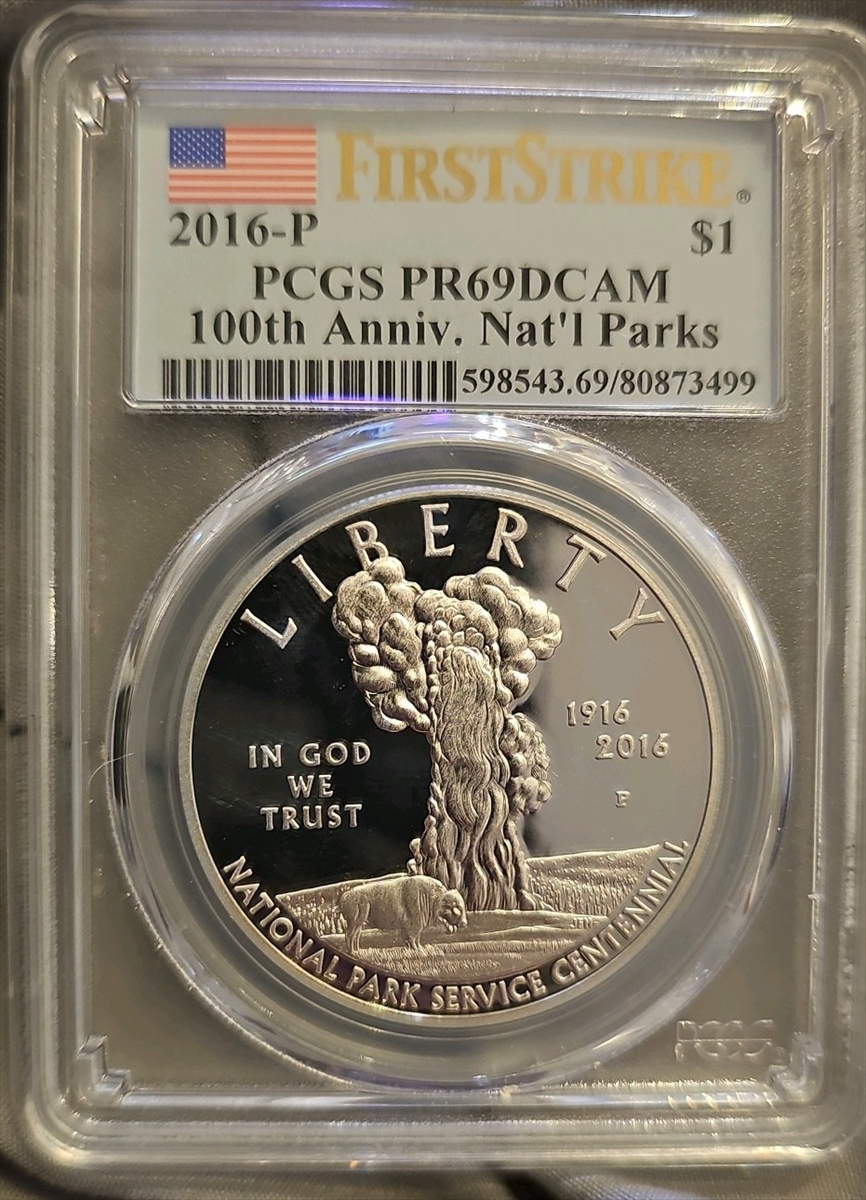 FIRSTSTRIKE®
2016-P $1
PCGS PR69DCAM
100th Anniv. Nat'l Parks
598543.69/80873499
LIBERTY
1916
2016
IN GOD
WE
TRUST
P
JFM
NATIONAL PARK SERVICE CENTENNIAL
PCGS